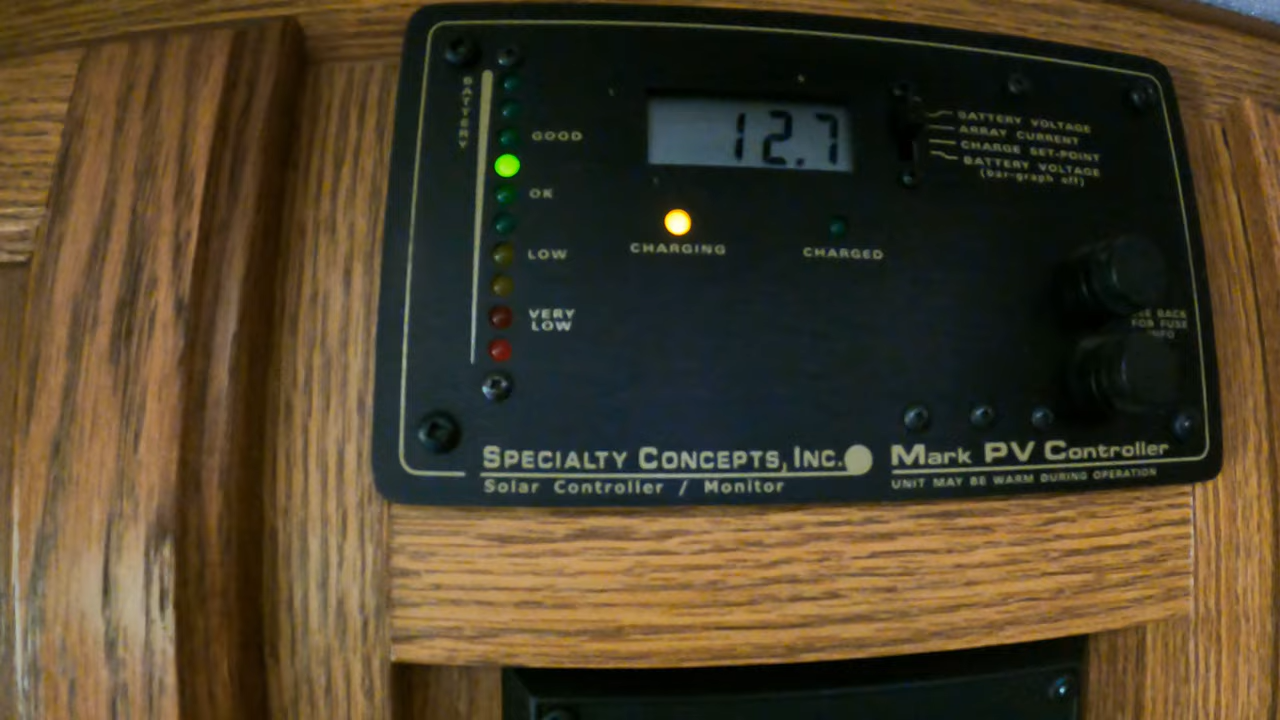 BATTERY
GOOD
OK
LOW
VERY
LOW
12.7
CHARGING
CHARGED
BATTERY VOLTAGE
ARRAY CURRENT
CHARGE SET-POINT
BATTERY VOLTAGE
(bar-graph off)
BACK
FOR FUSE
INFO
SPECIALTY CONCEPTS, INC.
Solar Controller / Monitor
Mark PV Controller
UNIT MAY BE WARM DURING OPERATION